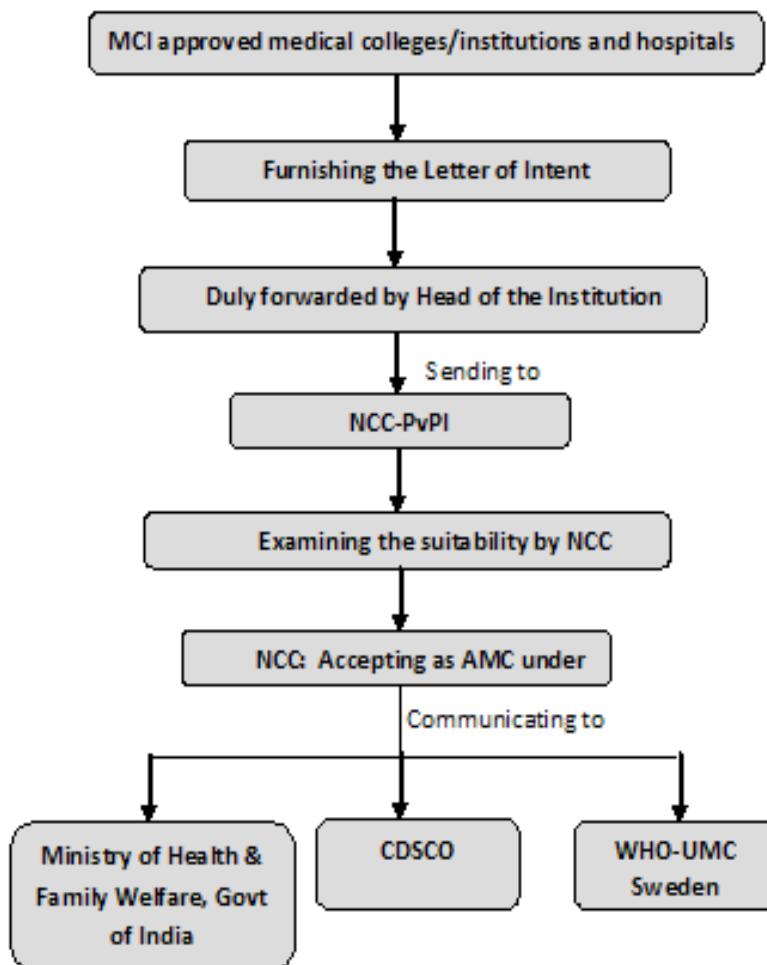 MCI approved medical colleges/institutions and hospitals
Furnishing the Letter of Intent
Duly forwarded by Head of the Institution
Sending to
NCC-PvPI
Examining the suitability by NCC
NCC: Accepting as AMC under
Communicating to
Ministry of Health &
Family Welfare, Govt
of India
CDSCO
WHO-UMC
Sweden